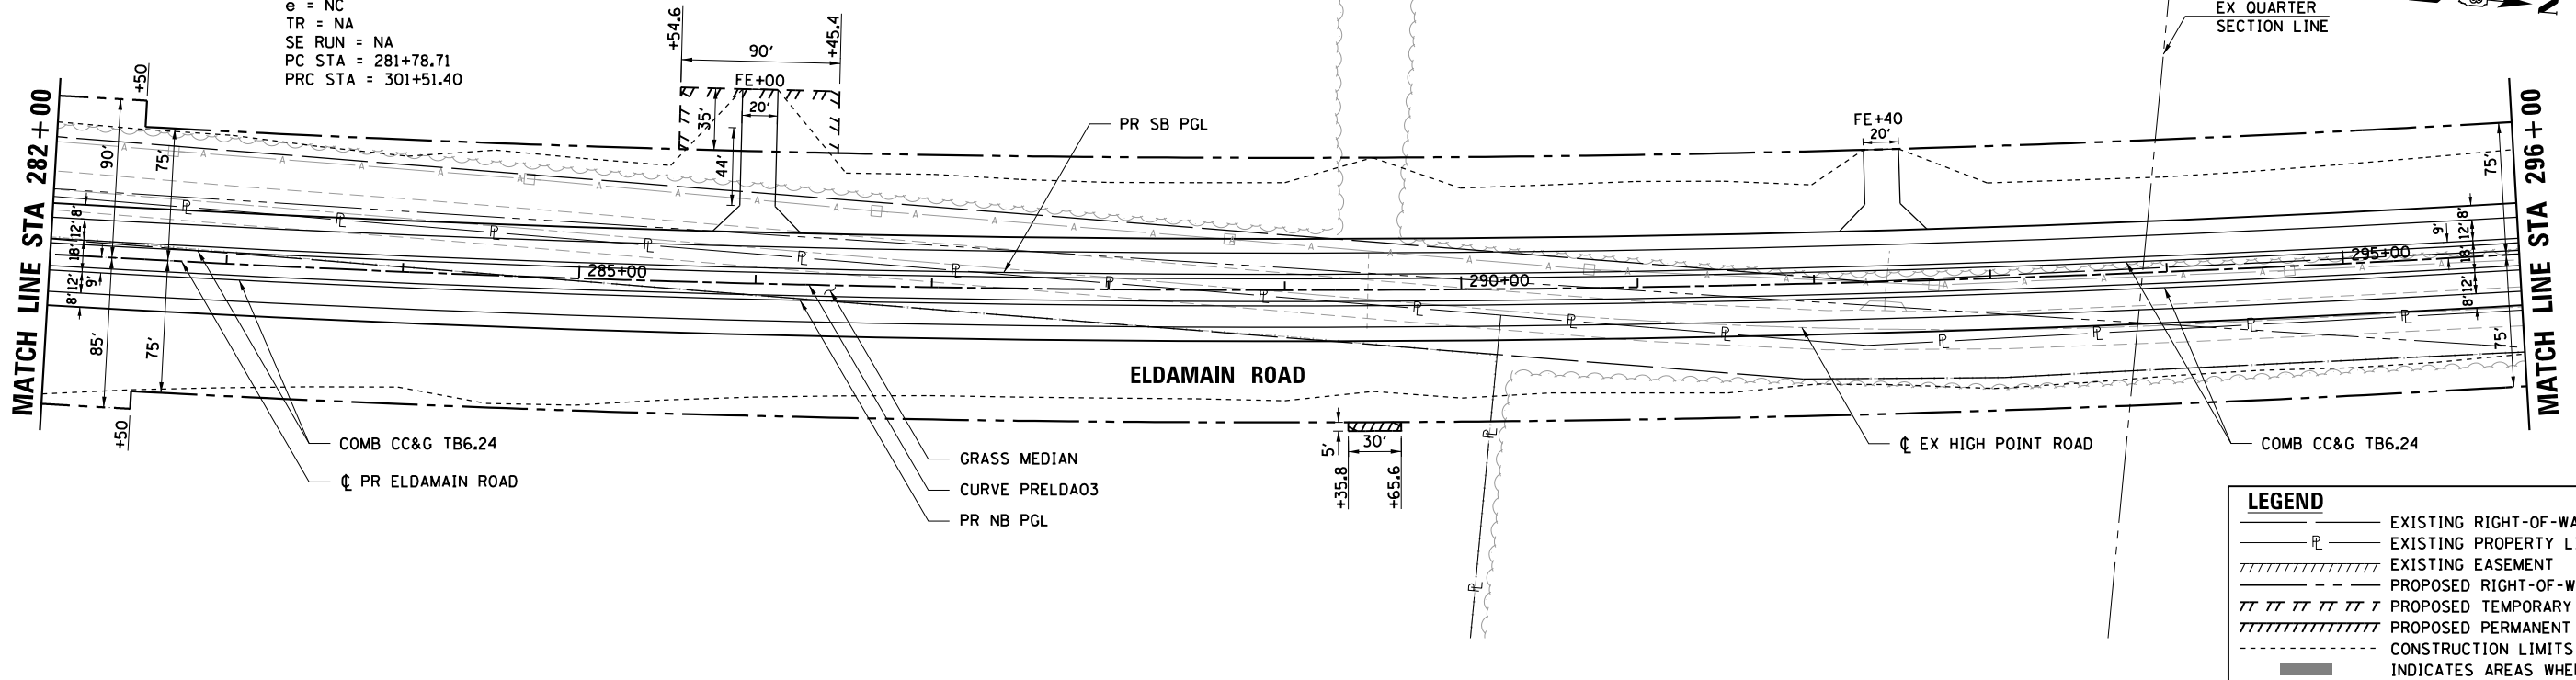 e = NC
TR = NA
SE RUN = NA
PC STA = 281+78.71
PRC STA = 301+51.40
EX QUARTER
SECTION LINE
N
MATCH LINE STA 282+00
+50
90'
75'
8'
12'
18'
9'
12'
8'
85'
75'
+50
+54.6
90'
+45.4
FE+00
20'
35'
44'
PR SB PGL
FE+40
20'
285+00
290+00
295+00
75'
8'
12'
9'
18'
12'
8'
75'
MATCH LINE STA 296+00
ELDAMAIN ROAD
COMB CC&G TB6.24
℄ PR ELDAMAIN ROAD
GRASS MEDIAN
CURVE PRELDA03
PR NB PGL
5'
30'
+35.8
+65.6
℄ EX HIGH POINT ROAD
COMB CC&G TB6.24
LEGEND
EXISTING RIGHT-OF-WA
EXISTING PROPERTY L
EXISTING EASEMENT
PROPOSED RIGHT-OF-W
PROPOSED TEMPORARY
PROPOSED PERMANENT
CONSTRUCTION LIMITS
INDICATES AREAS WHE